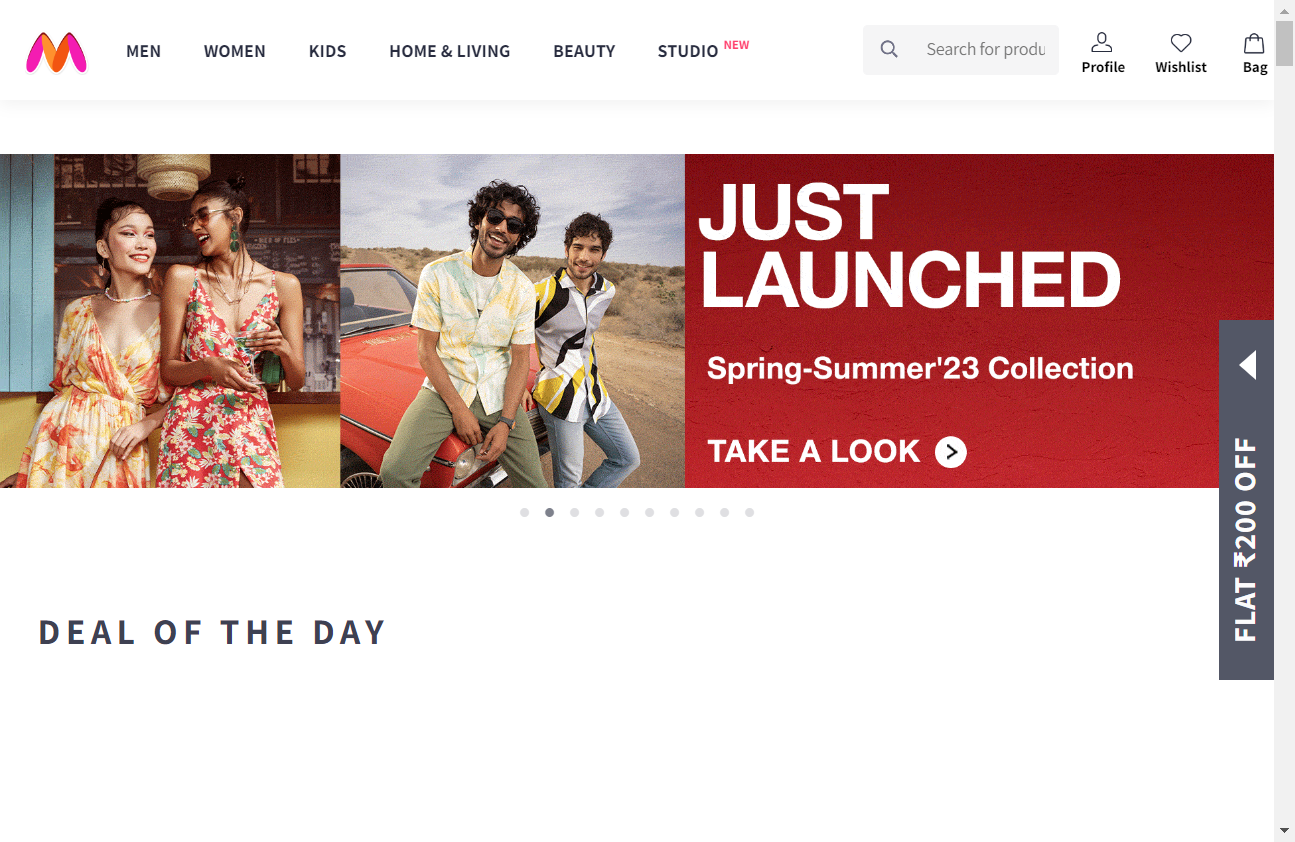 MEN WOMEN KIDS HOME & LIVING BEAUTY STUDIO NEW
Search for produ
Profile Wishlist Bag
JUST
LAUNCHED
Spring-Summer'23 Collection
TAKE A LOOK
FLAT ₹200 OFF
DEAL OF THE DAY